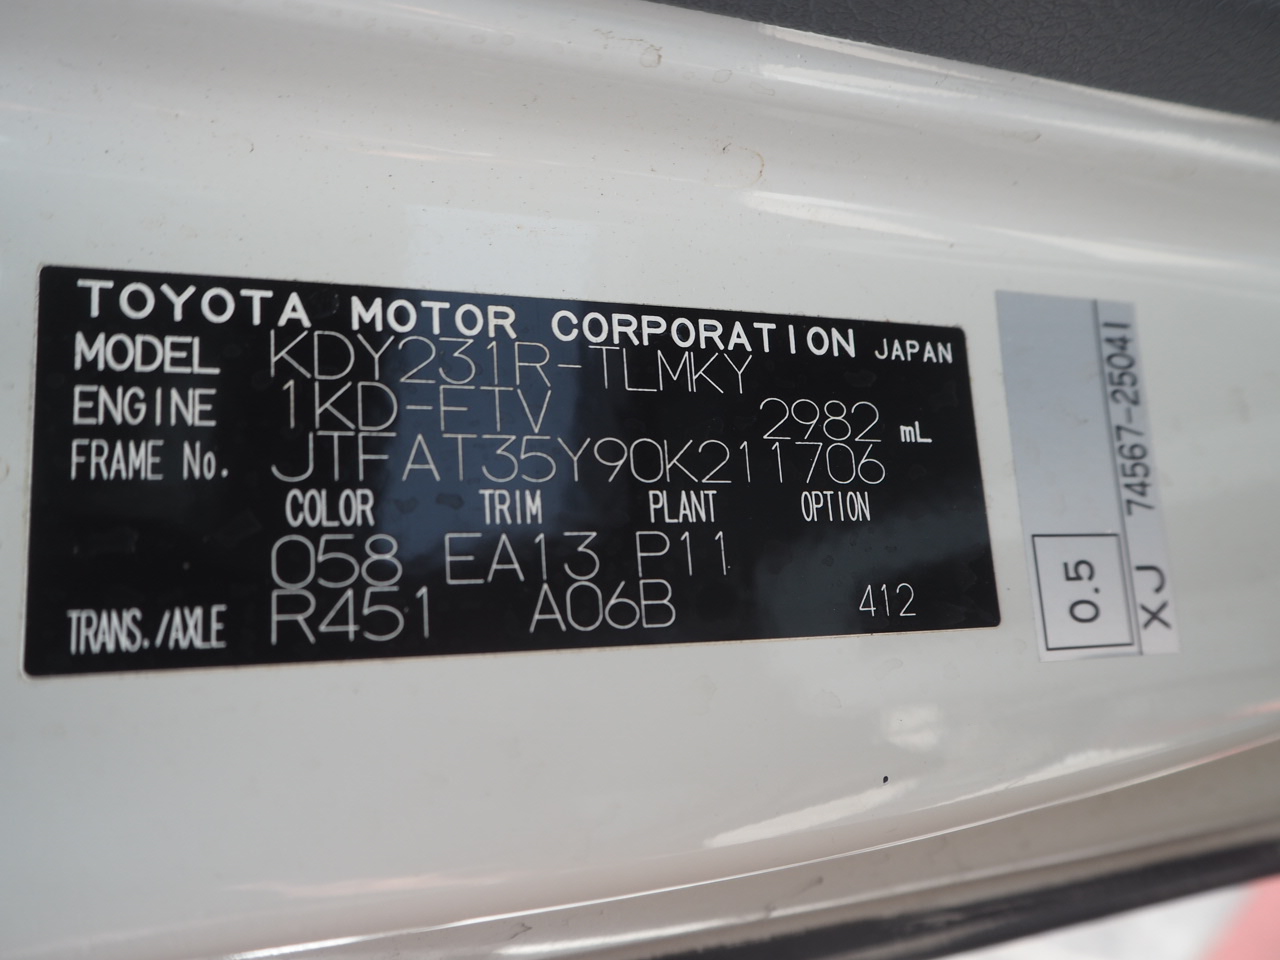 TOYOTA MOTOR CORPORATION JAPAN
MODEL KDY231R-TLMKY
ENGINE 1KD-FTV 2982 mL
FRAME No. JTFAT35Y90K211706
COLOR TRIM PLANT OPTION
058 EA13 P11
TRANS./AXLE R451 A06B 412
74567-25041
0.5
XJ